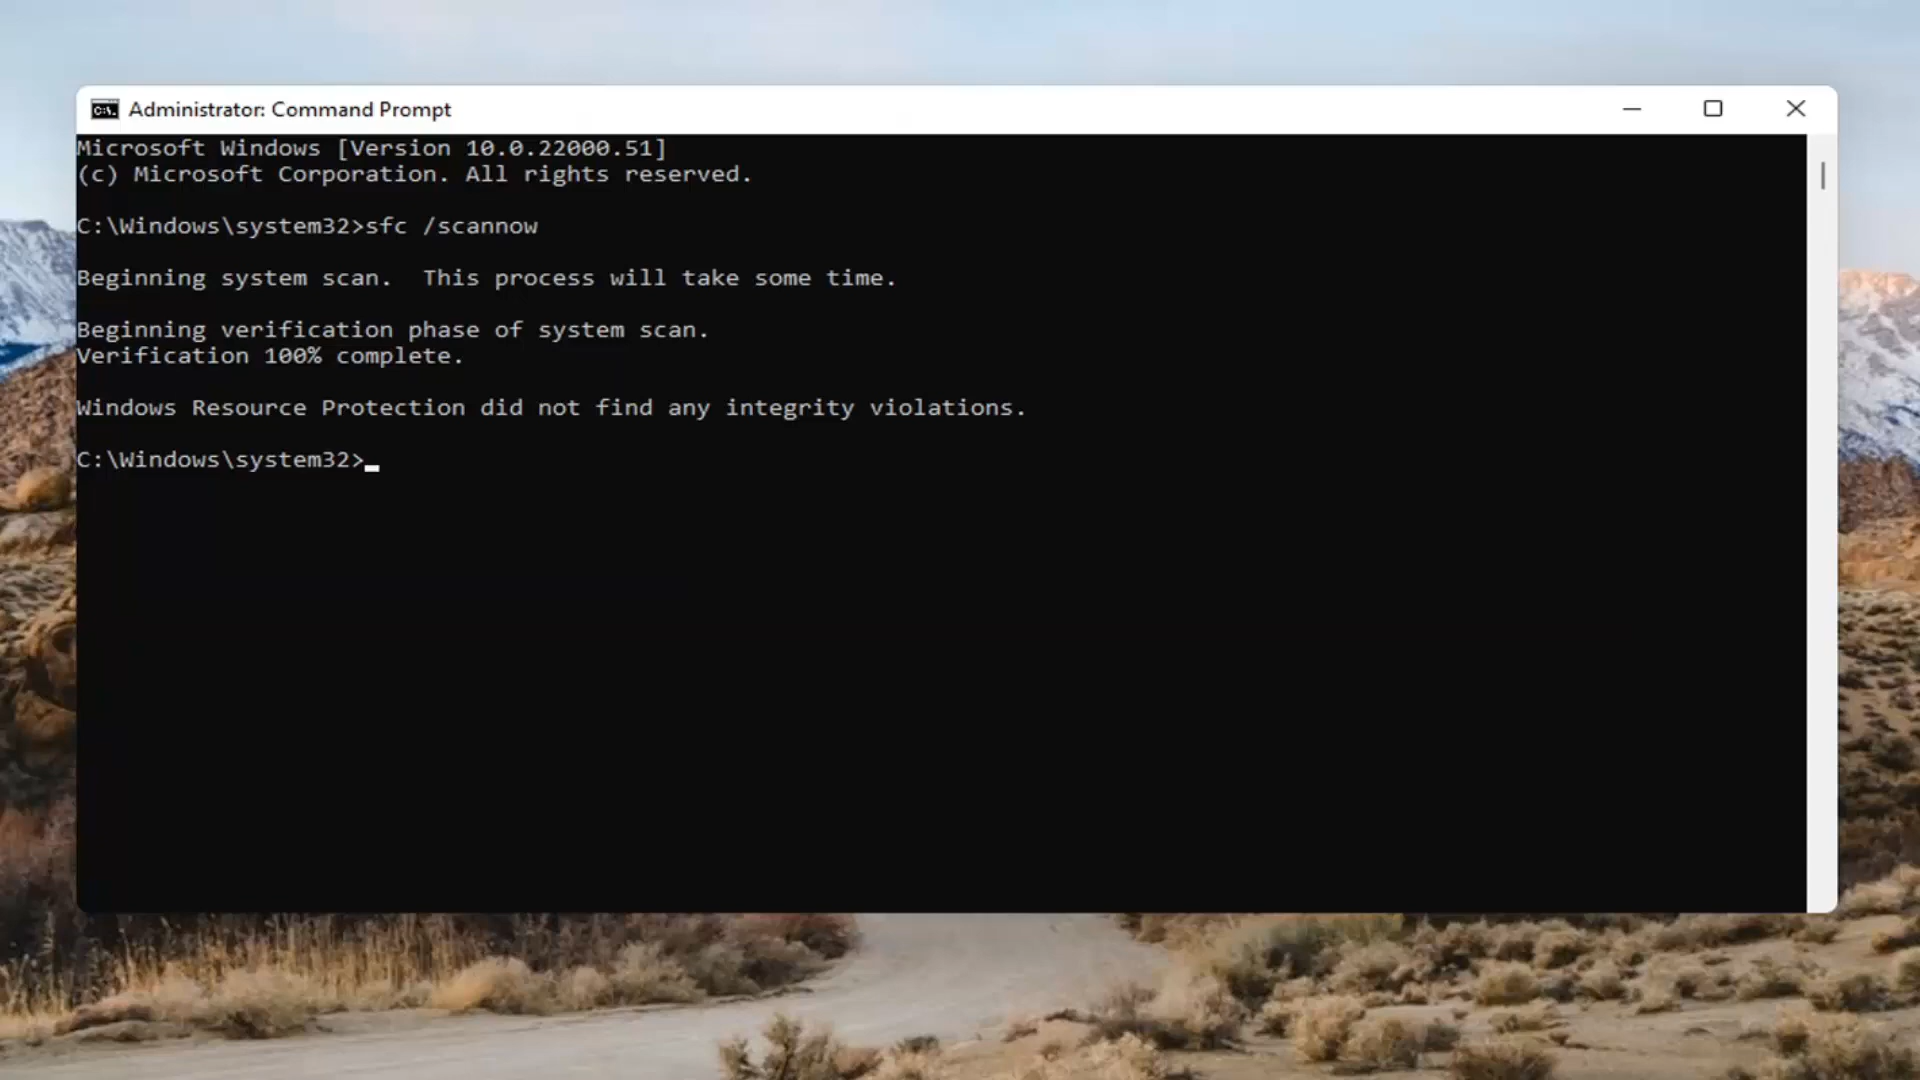 Administrator: Command Prompt
Microsoft Windows [Version 10.0.22000.51]
(c) Microsoft Corporation. All rights reserved.
C:\Windows\system32>sfc /scannow
Beginning system scan.  This process will take some time.
Beginning verification phase of system scan.
Verification 100% complete.
Windows Resource Protection did not find any integrity violations.
C:\Windows\system32>